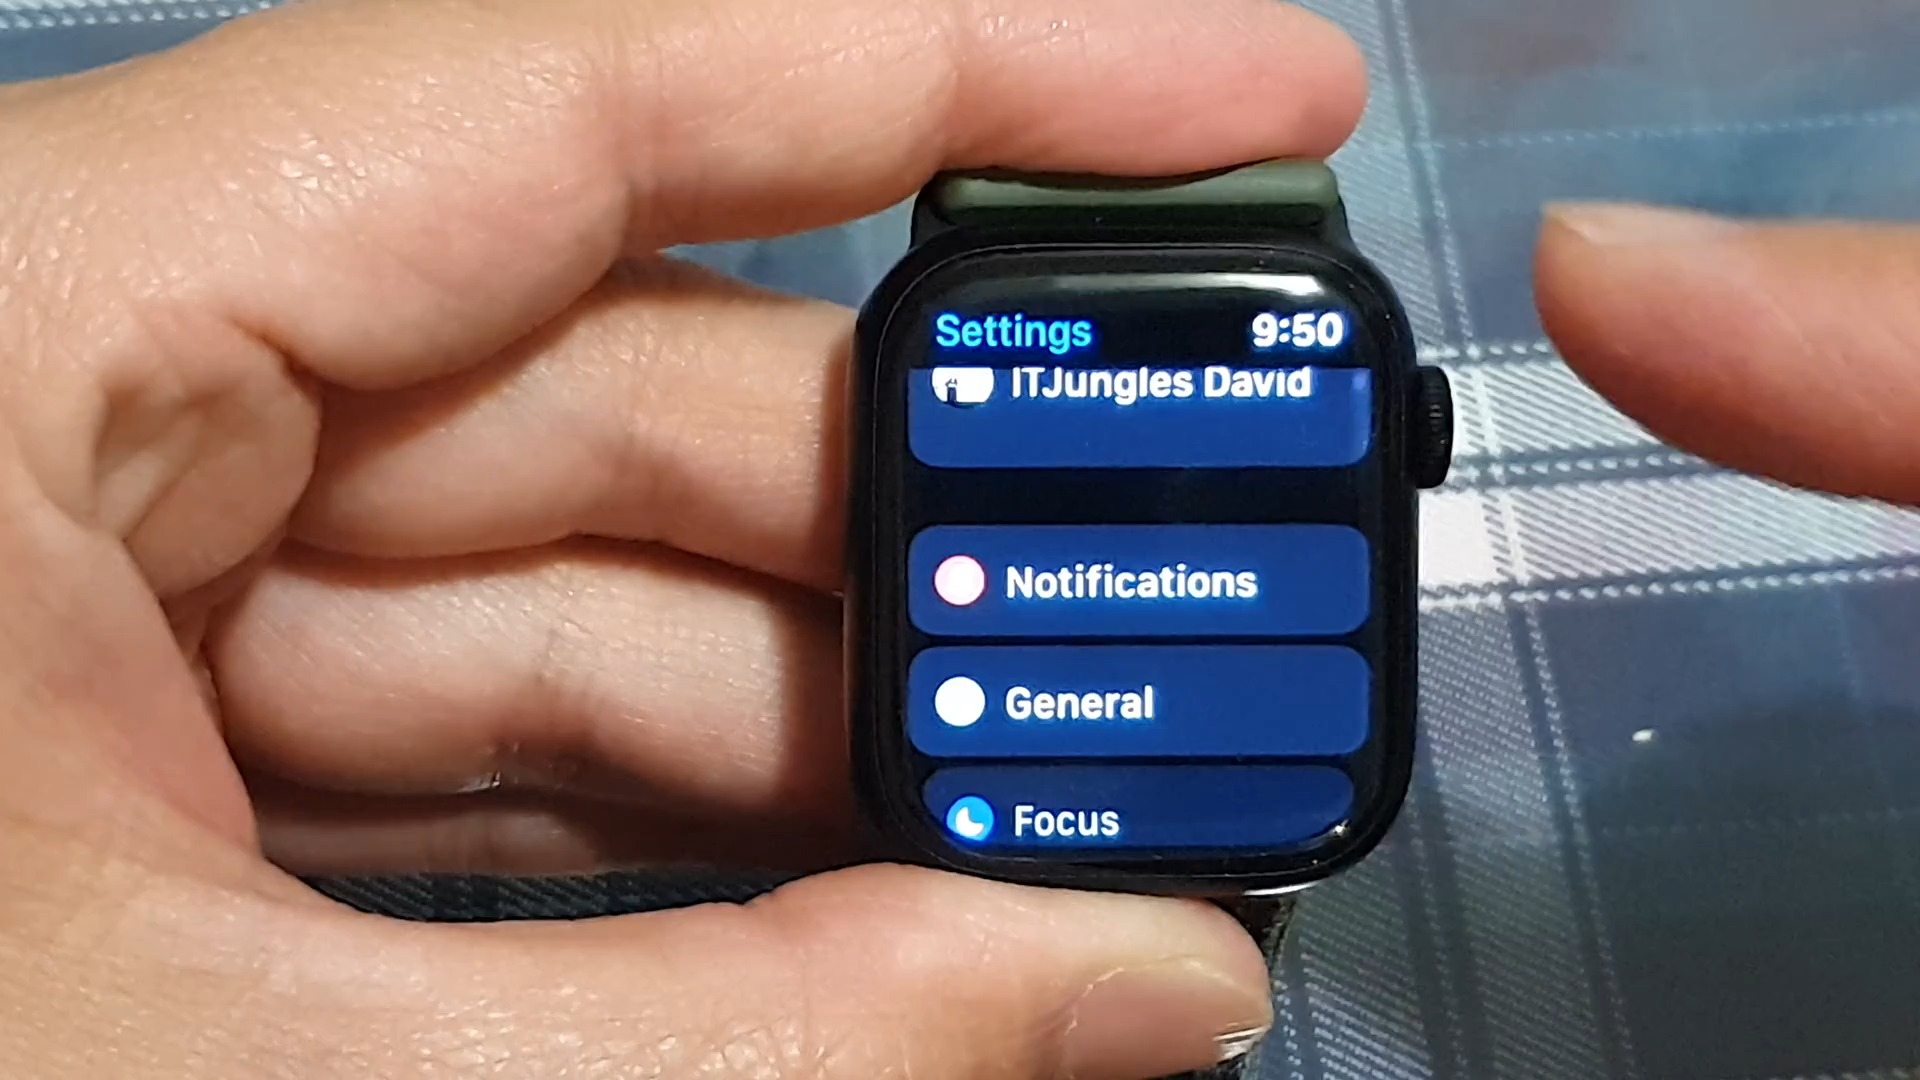 Settings 9:50
ITJungles David
Notifications
General
Focus